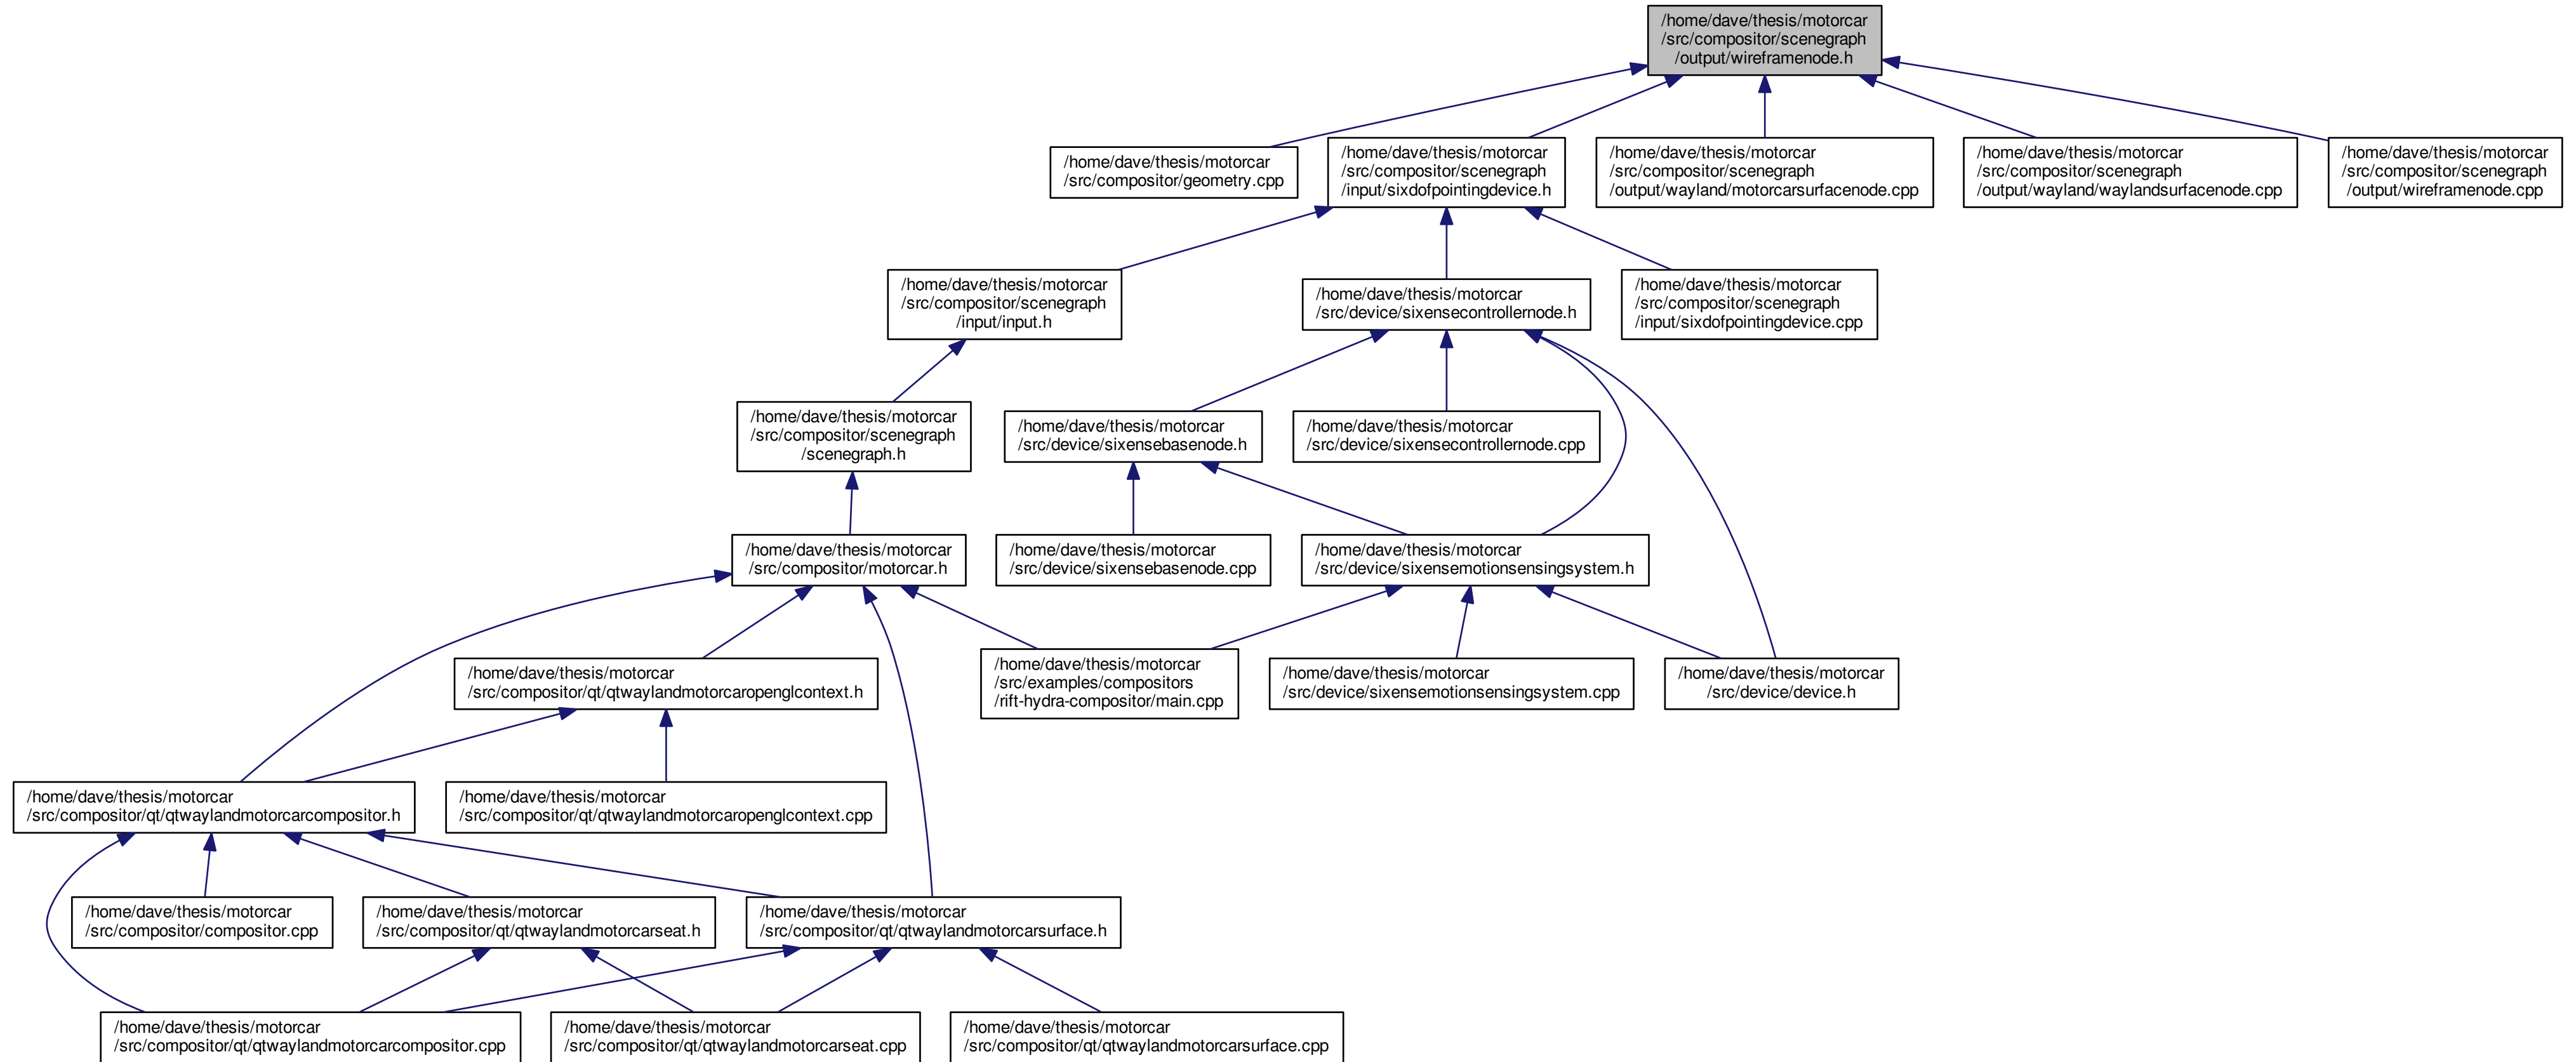 /home/dave/thesis/motorcar
/src/compositor/scenegraph
/output/wireframenode.h
/home/dave/thesis/motorcar
/src/compositor/geometry.cpp
/home/dave/thesis/motorcar
/src/compositor/scenegraph
/input/sixdofpointingdevice.h
/home/dave/thesis/motorcar
/src/compositor/scenegraph
/output/wayland/motorcarsurfacenode.cpp
/home/dave/thesis/motorcar
/src/compositor/scenegraph
/output/wayland/waylandsurfacenode.cpp
/home/dave/thesis/motorcar
/src/compositor/scenegraph
/output/wireframenode.cpp
/home/dave/thesis/motorcar
/src/compositor/scenegraph
/input/input.h
/home/dave/thesis/motorcar
/src/device/sixensecontrollernode.h
/home/dave/thesis/motorcar
/src/compositor/scenegraph
/input/sixdofpointingdevice.cpp
/home/dave/thesis/motorcar
/src/compositor/scenegraph
/scenegraph.h
/home/dave/thesis/motorcar
/src/device/sixensebasenode.h
/home/dave/thesis/motorcar
/src/device/sixensecontrollernode.cpp
/home/dave/thesis/motorcar
/src/compositor/motorcar.h
/home/dave/thesis/motorcar
/src/device/sixensebasenode.cpp
/home/dave/thesis/motorcar
/src/device/sixensemotionsensingsystem.h
/home/dave/thesis/motorcar
/src/compositor/qt/qtwaylandmotorcaropenglcontext.h
/home/dave/thesis/motorcar
/src/examples/compositors
/rift-hydra-compositor/main.cpp
/home/dave/thesis/motorcar
/src/device/sixensemotionsensingsystem.cpp
/home/dave/thesis/motorcar
/src/device/device.h
/home/dave/thesis/motorcar
/src/compositor/qt/qtwaylandmotorcarcompositor.h
/home/dave/thesis/motorcar
/src/compositor/qt/qtwaylandmotorcaropenglcontext.cpp
/home/dave/thesis/motorcar
/src/compositor/compositor.cpp
/home/dave/thesis/motorcar
/src/compositor/qt/qtwaylandmotorcarseat.h
/home/dave/thesis/motorcar
/src/compositor/qt/qtwaylandmotorcarsurface.h
/home/dave/thesis/motorcar
/src/compositor/qt/qtwaylandmotorcarcompositor.cpp
/home/dave/thesis/motorcar
/src/compositor/qt/qtwaylandmotorcarseat.cpp
/home/dave/thesis/motorcar
/src/compositor/qt/qtwaylandmotorcarsurface.cpp